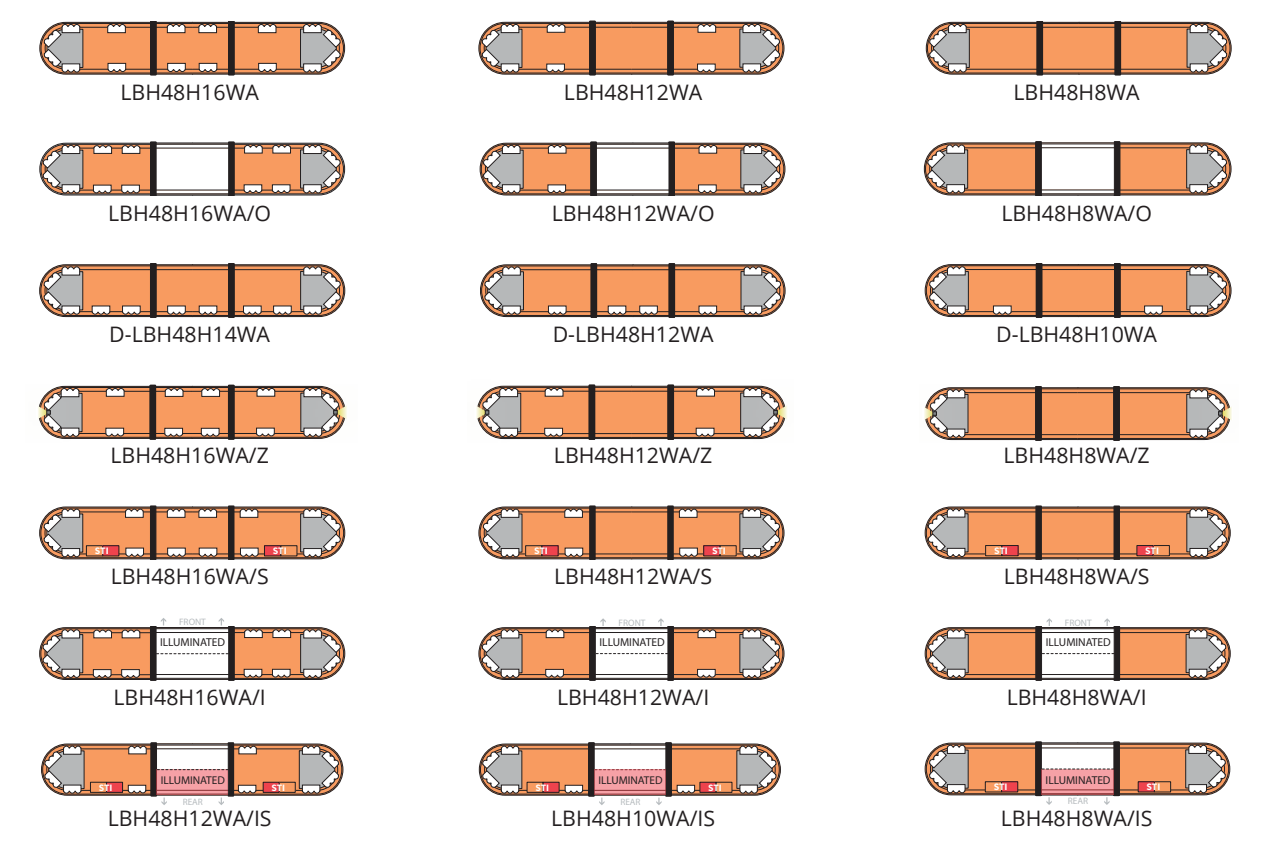 LBH48H16WA
LBH48H12WA
LBH48H8WA
LBH48H16WA/O
LBH48H12WA/O
LBH48H8WA/O
D-LBH48H14WA
D-LBH48H12WA
D-LBH48H10WA
LBH48H16WA/Z
LBH48H12WA/Z
LBH48H8WA/Z
STI
STI
LBH48H16WA/S
STI
STI
LBH48H12WA/S
STI
STI
LBH48H8WA/S
FRONT
ILLUMINATED
LBH48H16WA/I
FRONT
ILLUMINATED
LBH48H12WA/I
FRONT
ILLUMINATED
LBH48H8WA/I
STI
ILLUMINATED
STI
REAR
LBH48H12WA/IS
STI
ILLUMINATED
STI
REAR
LBH48H10WA/IS
STI
ILLUMINATED
STI
REAR
LBH48H8WA/IS